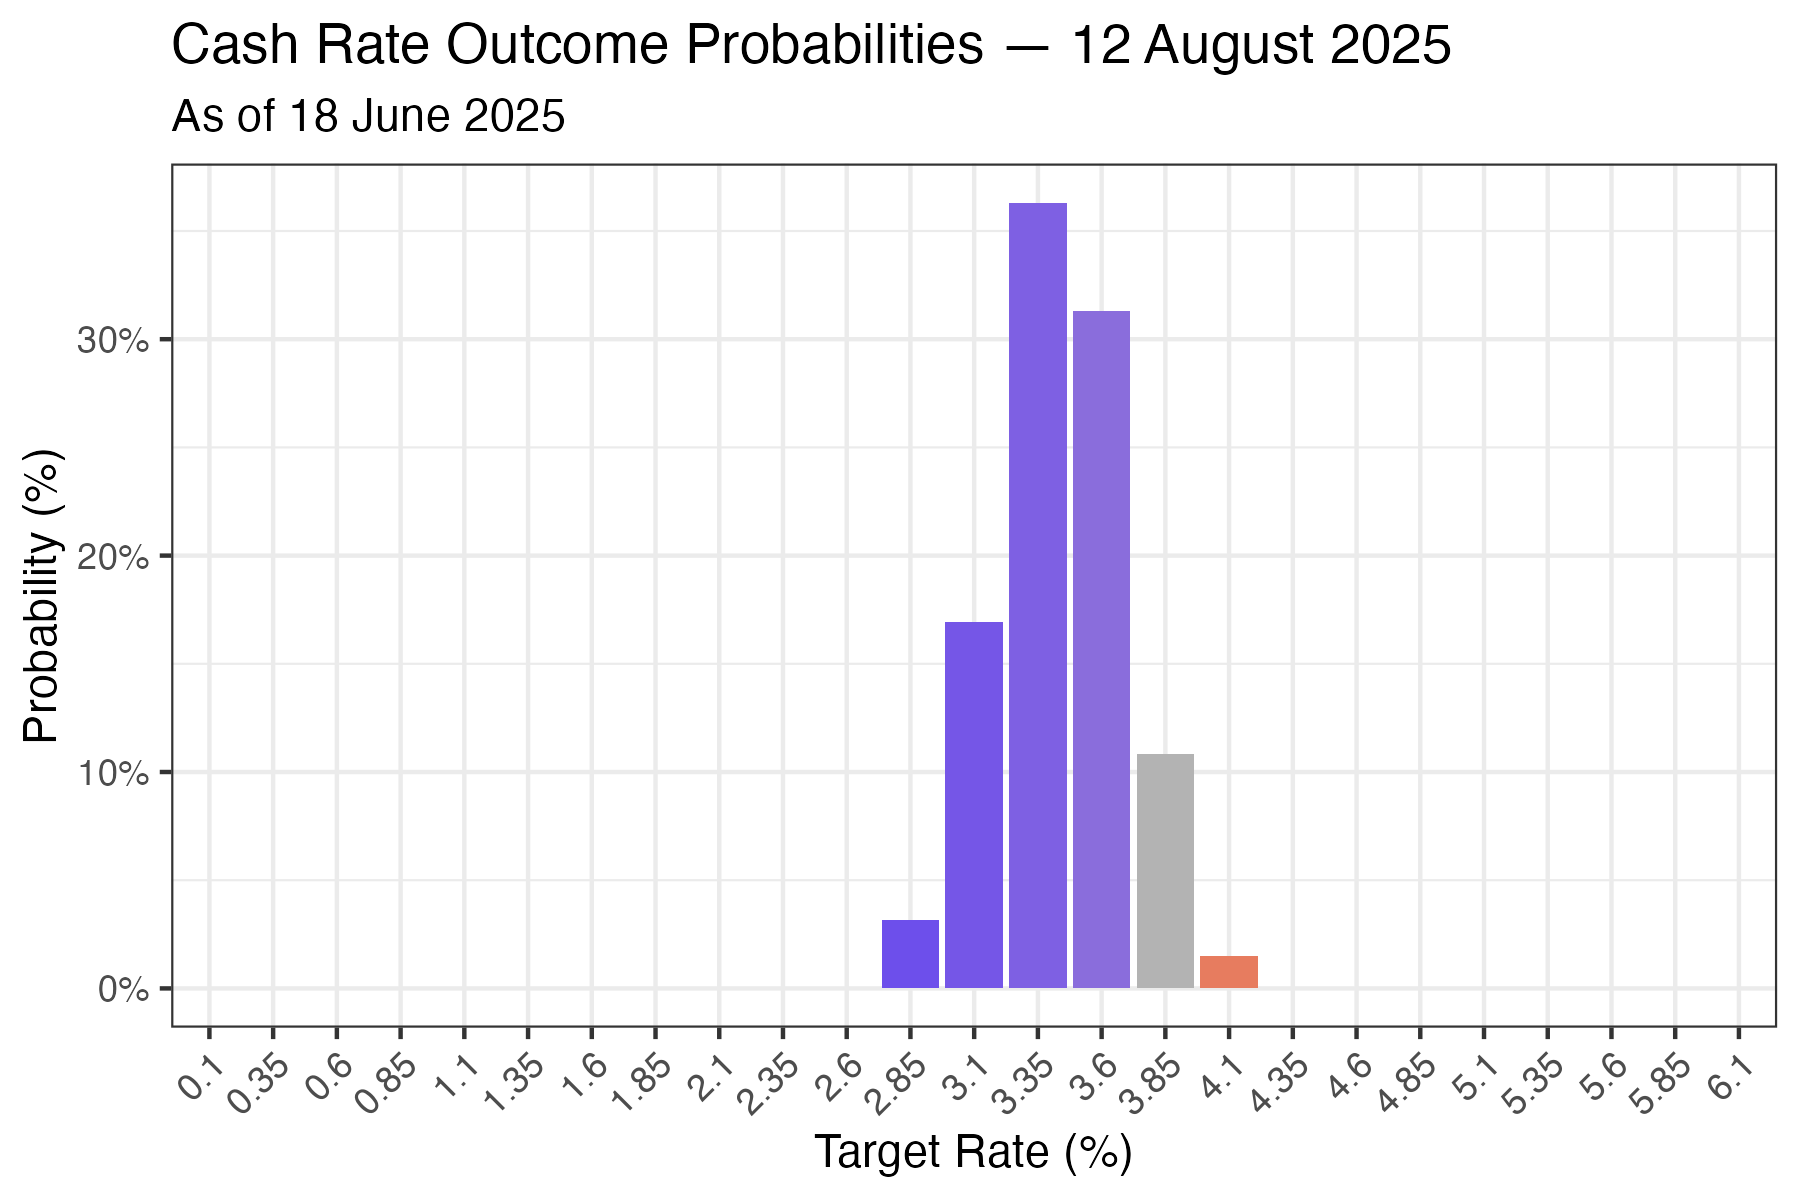 Cash Rate Outcome Probabilities — 12 August 2025
As of 18 June 2025
Probability (%)
30%
20%
10%
0%
0.1 0.35 0.6 0.85 1.1 1.35 1.6 1.85 2.1 2.35 2.6 2.85 3.1 3.35 3.6 3.85 4.1 4.35 4.6 4.85 5.1 5.35 5.6 5.85 6.1
Target Rate (%)